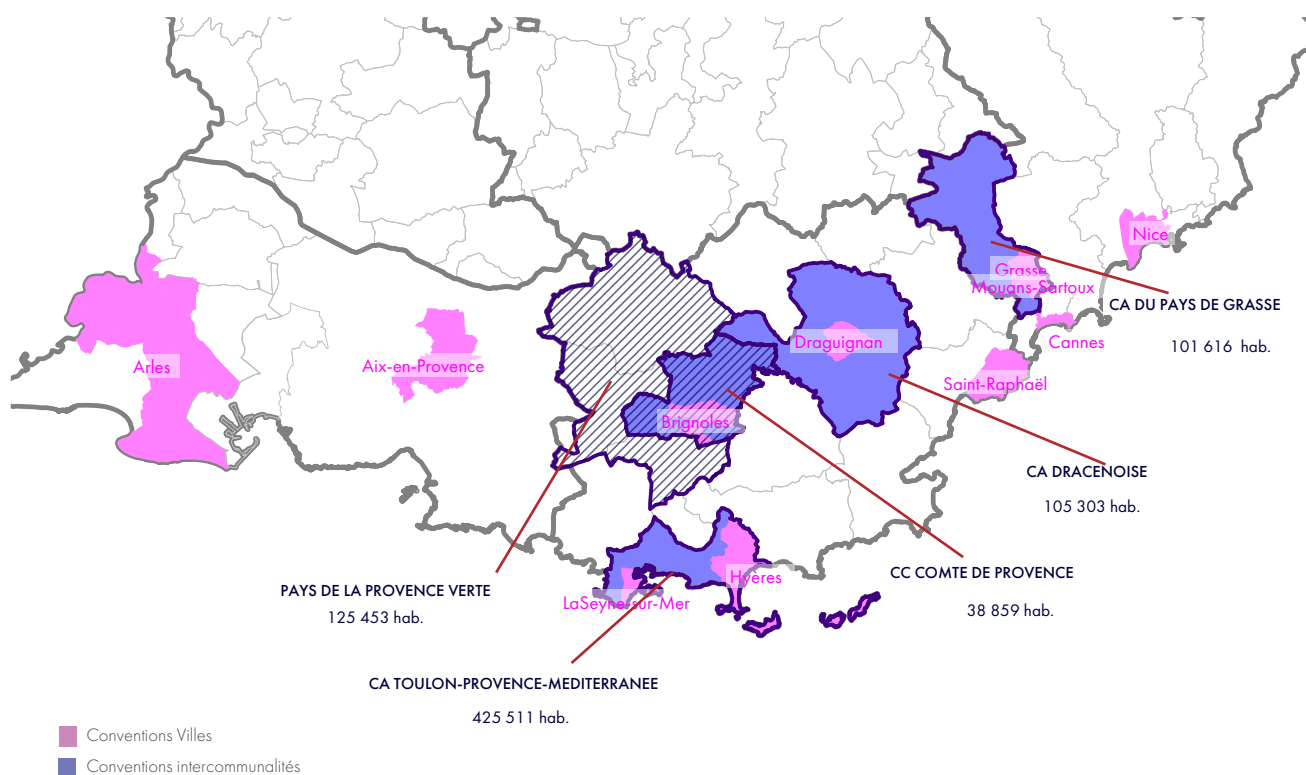 Nice
Grasse
Mouans-Sartoux
CA DU PAYS DE GRASSE
101 616 hab.
Cannes
Draguignan
Arles
Aix-en-Provence
Saint-Raphaël
Brignoles
CA DRACENOISE
105 303 hab.
CC COMTE DE PROVENCE
38 859 hab.
Hyères
LaSeyne-sur-Mer
PAYS DE LA PROVENCE VERTE
125 453 hab.
CA TOULON-PROVENCE-MEDITERRANEE
425 511 hab.
Conventions Villes
Conventions intercommunalités